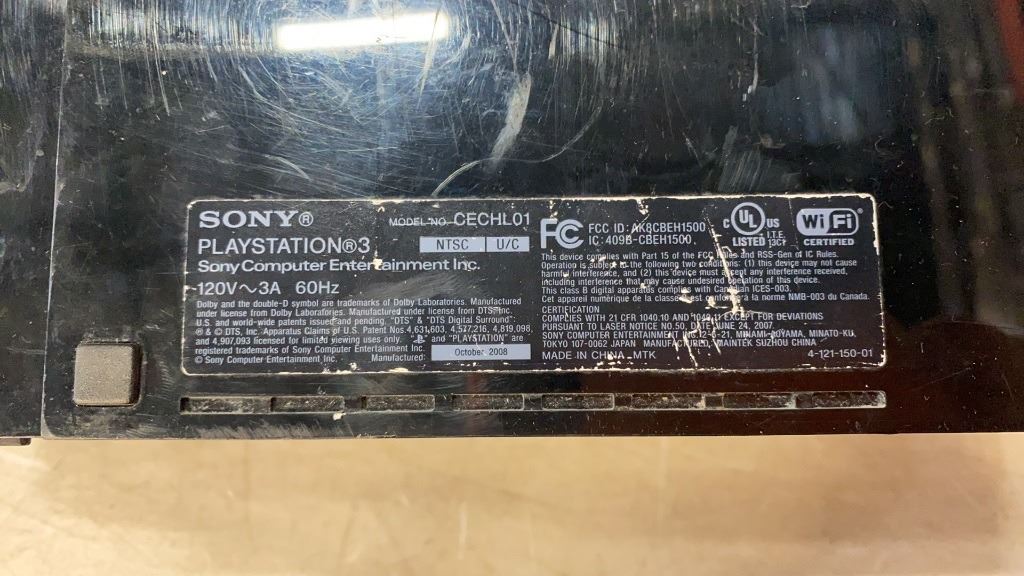 SONY®
MODEL NO. CECHL01
PLAYSTATION®3
NTSC U/C
Sony Computer Entertainment Inc.
120V～3A 60Hz
Dolby and the double-D symbol are trademarks of Dolby Laboratories. Manufactured
under license from Dolby Laboratories. Manufactured under license from DTS, Inc.
U.S. and world-wide patents issued and pending. "DTS" & "DTS Digital Surround":
® & © DTS, Inc. Apparatus Claims of U.S. Patent Nos. 4,631,603, 4,577,216, 4,819,098,
and 4,907,093 licensed for limited viewing uses only. and "PLAYSTATION" are
registered trademarks of Sony Computer Entertainment Inc.
© Sony Computer Entertainment Inc. Manufactured: October 2008
FC FCC ID: AK8CBEH1500
IC: 409B-CBEH1500
C UL US
LISTED I.T.E. 13CY
Wi Fi
CERTIFIED
This device complies with Part 15 of the FCC Rules and RSS-Gen of IC Rules.
Operation is subject to the following two conditions: (1) this device may not cause
harmful interference, and (2) this device must accept any interference received,
including interference that may cause undesired operation of this device.
This class B digital apparatus complies with Canadian ICES-003.
Cet appareil numérique de la classe B est conforme à la norme NMB-003 du Canada.
CERTIFICATION
COMPLIES WITH 21 CFR 1040.10 AND 1040.11 EXCEPT FOR DEVIATIONS
PURSUANT TO LASER NOTICE NO.50, DATE JUNE 24, 2007.
SONY COMPUTER ENTERTAINMENT INC. 2-6-21, MINAMI-AOYAMA, MINATO-KU,
TOKYO 107-0062 JAPAN MANUFACTURED: MAINTEK SUZHOU CHINA
MADE IN CHINA MTK 4-121-150-01